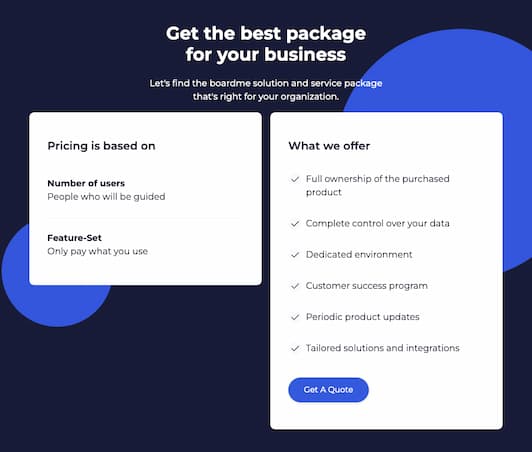 Get the best package
for your business
Let's find the boardme solution and service package
that's right for your organization.
Pricing is based on
Number of users
People who will be guided
Feature-Set
Only pay what you use
What we offer
Full ownership of the purchased
product
Complete control over your data
Dedicated environment
Customer success program
Periodic product updates
Tailored solutions and integrations
Get A Quote